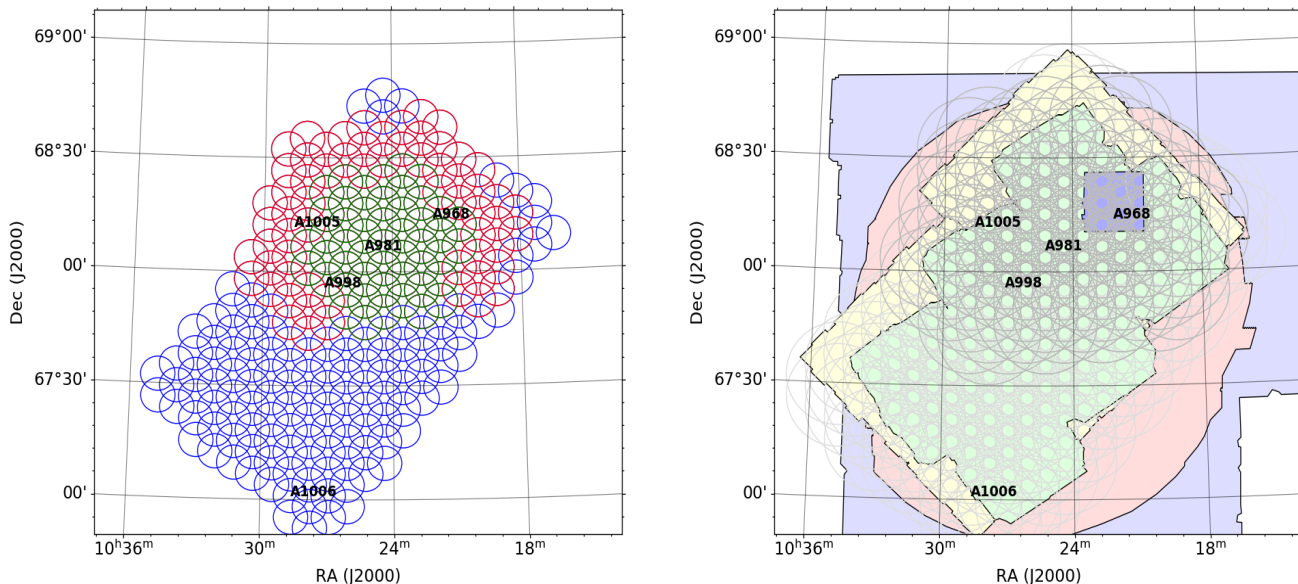 69°00'
68°30'
00'
67°30'
00'
Dec (J2000)
A1005
A968
A981
A998
A1006
10ʰ36ᵐ
30ᵐ
24ᵐ
18ᵐ
RA (J2000)
69°00'
68°30'
00'
67°30'
00'
Dec (J2000)
A1005
A968
A981
A998
A1006
10ʰ36ᵐ
30ᵐ
24ᵐ
18ᵐ
RA (J2000)